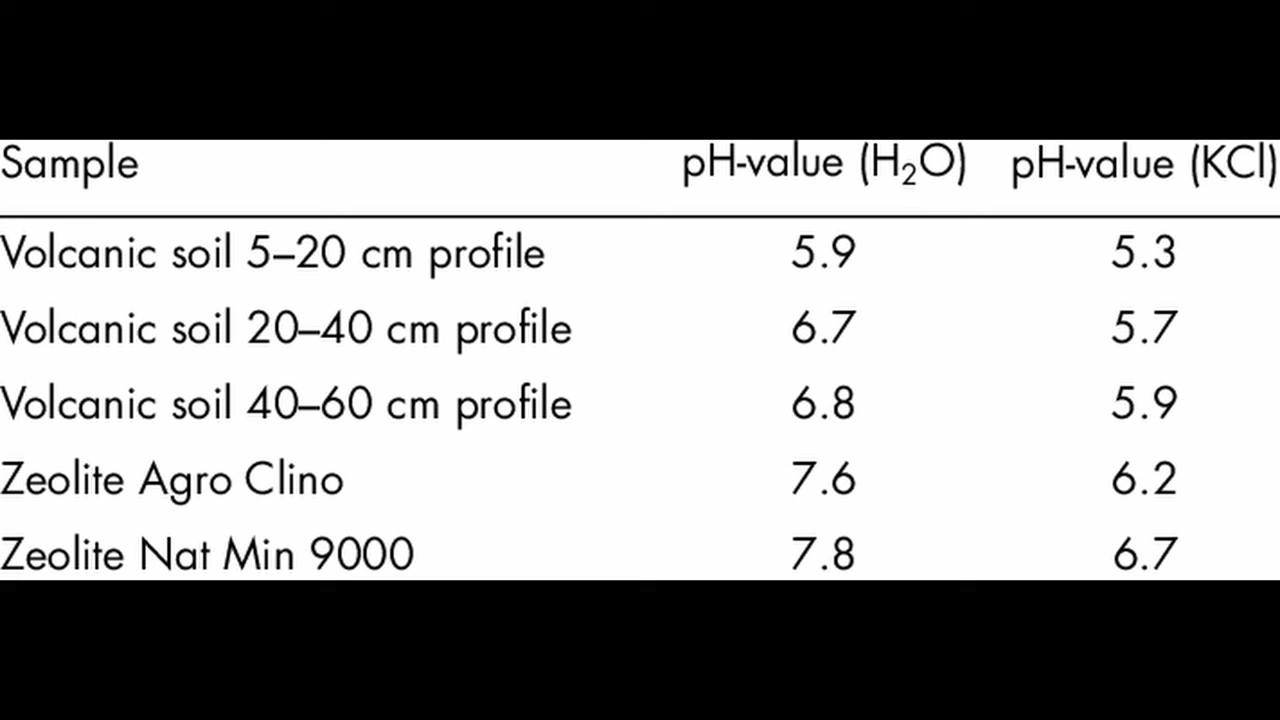 Sample pH-value (H₂O) pH-value (KCl)
Volcanic soil 5–20 cm profile 5.9 5.3
Volcanic soil 20–40 cm profile 6.7 5.7
Volcanic soil 40–60 cm profile 6.8 5.9
Zeolite Agro Clino 7.6 6.2
Zeolite Nat Min 9000 7.8 6.7